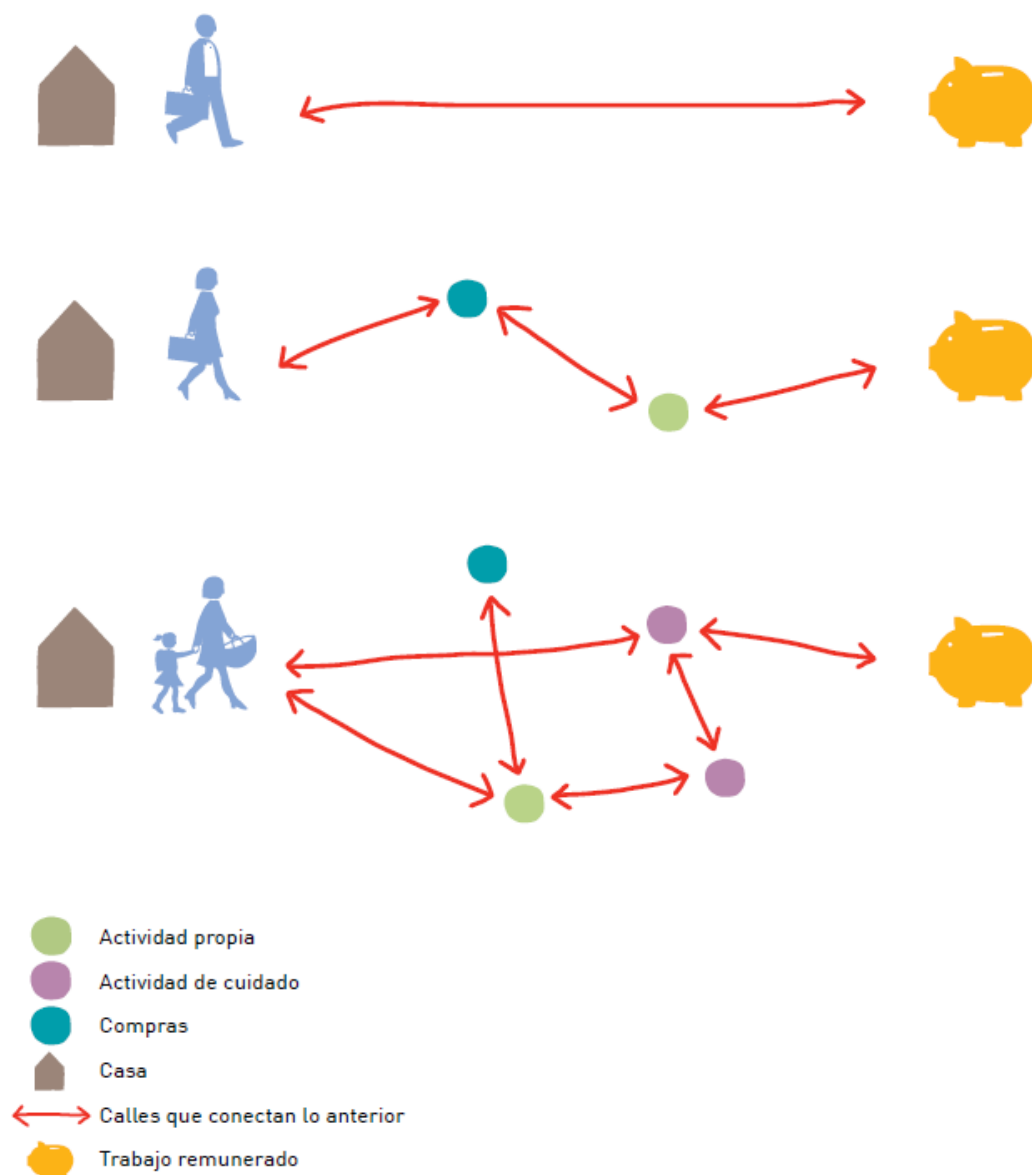 Actividad propia
Actividad de cuidado
Compras
Casa
Calles que conectan lo anterior
Trabajo remunerado